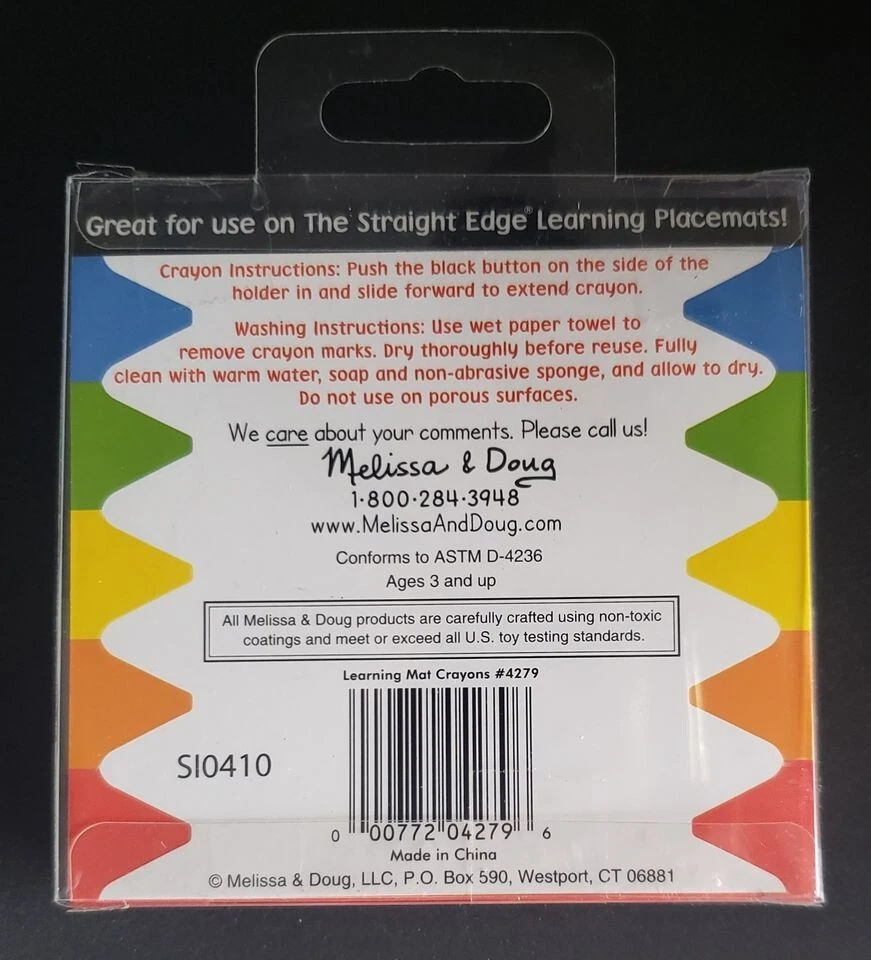 Great for use on The Straight Edge® Learning Placemats!
Crayon Instructions: Push the black button on the side of the
holder in and slide forward to extend crayon.
Washing Instructions: Use wet paper towel to
remove crayon marks. Dry thoroughly before reuse. Fully
clean with warm water, soap and non-abrasive sponge, and allow to dry.
Do not use on porous surfaces.
We care about your comments. Please call us!
Melissa & Doug
1·800·284·3948
www.MelissaAndDoug.com
Conforms to ASTM D-4236
Ages 3 and up
All Melissa & Doug products are carefully crafted using non-toxic
coatings and meet or exceed all U.S. toy testing standards.
Learning Mat Crayons #4279
SI0410
0 00772 04279 6
Made in China
© Melissa & Doug, LLC, P.O. Box 590, Westport, CT 06881